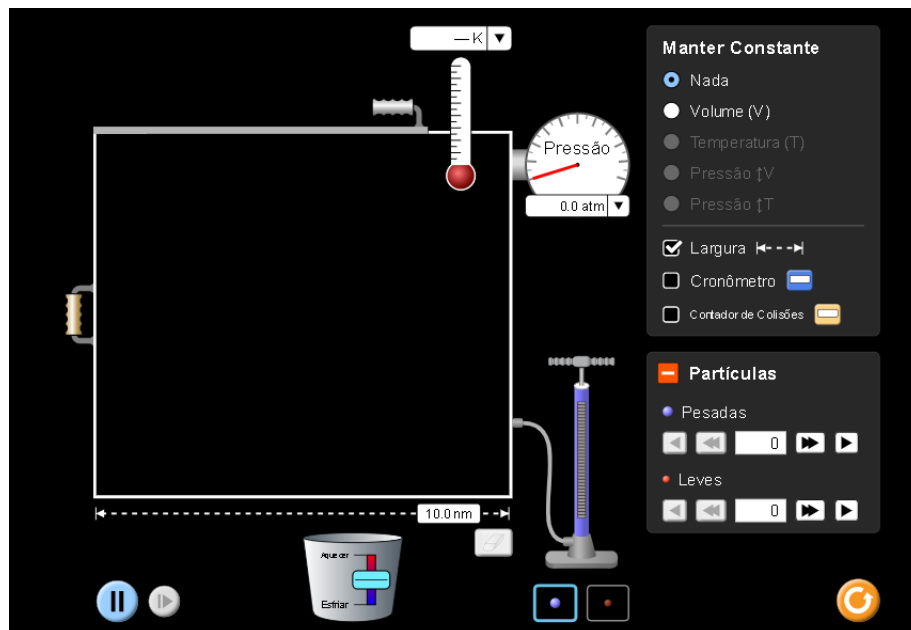 — K
Pressão
0.0 atm
10.0 nm
Aquecer
Esfriar
Manter Constante
Nada
Volume (V)
Temperatura (T)
Pressão ↕V
Pressão ↕T
Largura
Cronômetro
Contador de Colisões
Partículas
Pesadas
0
Leves
0